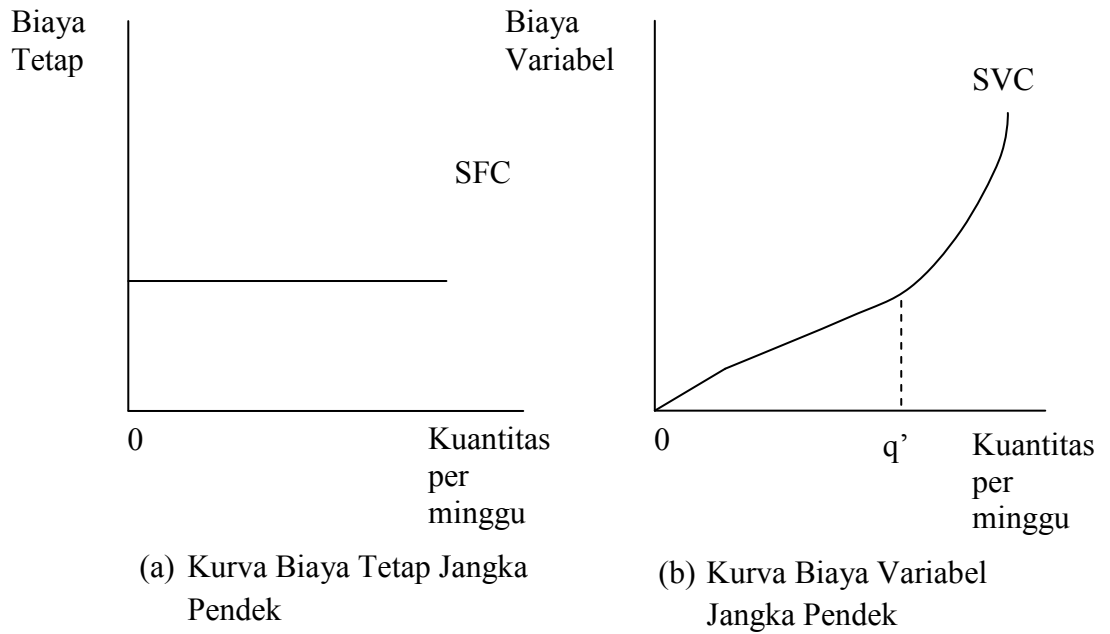 Biaya
Tetap
SFC
0
Kuantitas
per
minggu
(a) Kurva Biaya Tetap Jangka
Pendek
Biaya
Variabel
SVC
0
q’
Kuantitas
per
minggu
(b) Kurva Biaya Variabel
Jangka Pendek